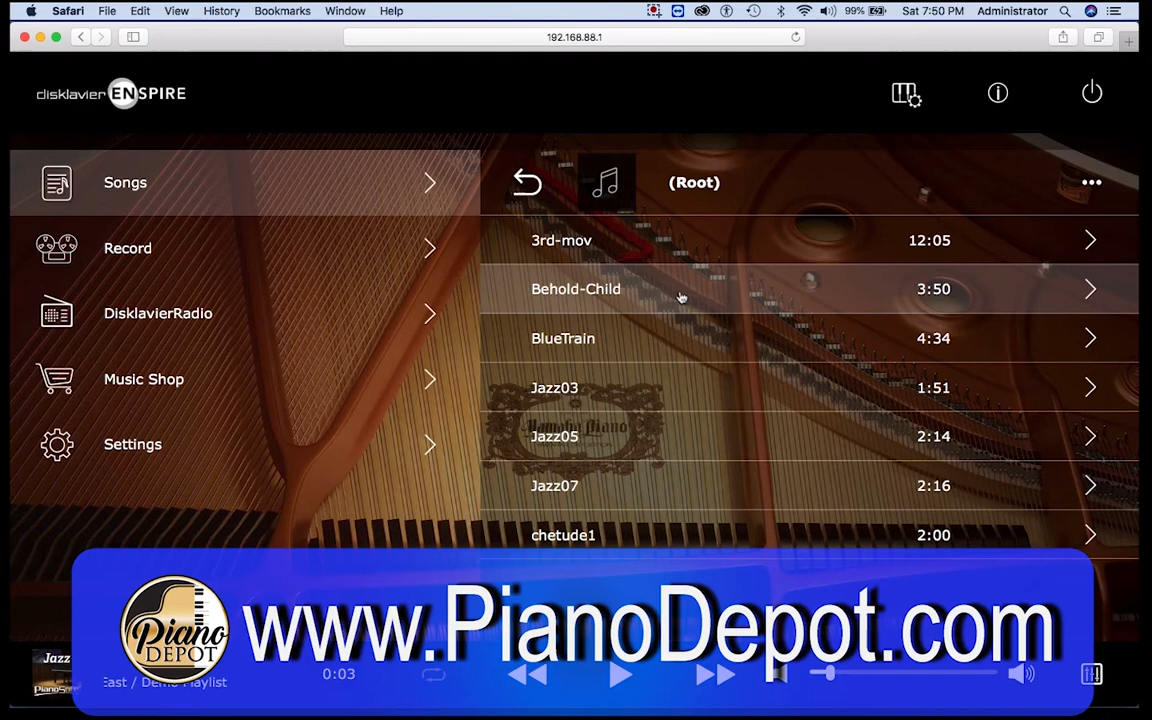 Safari File Edit View History Bookmarks Window Help 99% Sat 7:50 PM Administrator
192.168.88.1
disklavier ENSPIRE
Songs
Record
DisklavierRadio
Music Shop
Settings
(Root)
3rd-mov 12:05
Behold-Child 3:50
BlueTrain 4:34
Jazz03 1:51
Jazz05 2:14
Jazz07 2:16
chetude1 2:00
Piano
DEPOT
www.PianoDepot.com
Jazz
East / Demo Playlist
0:03